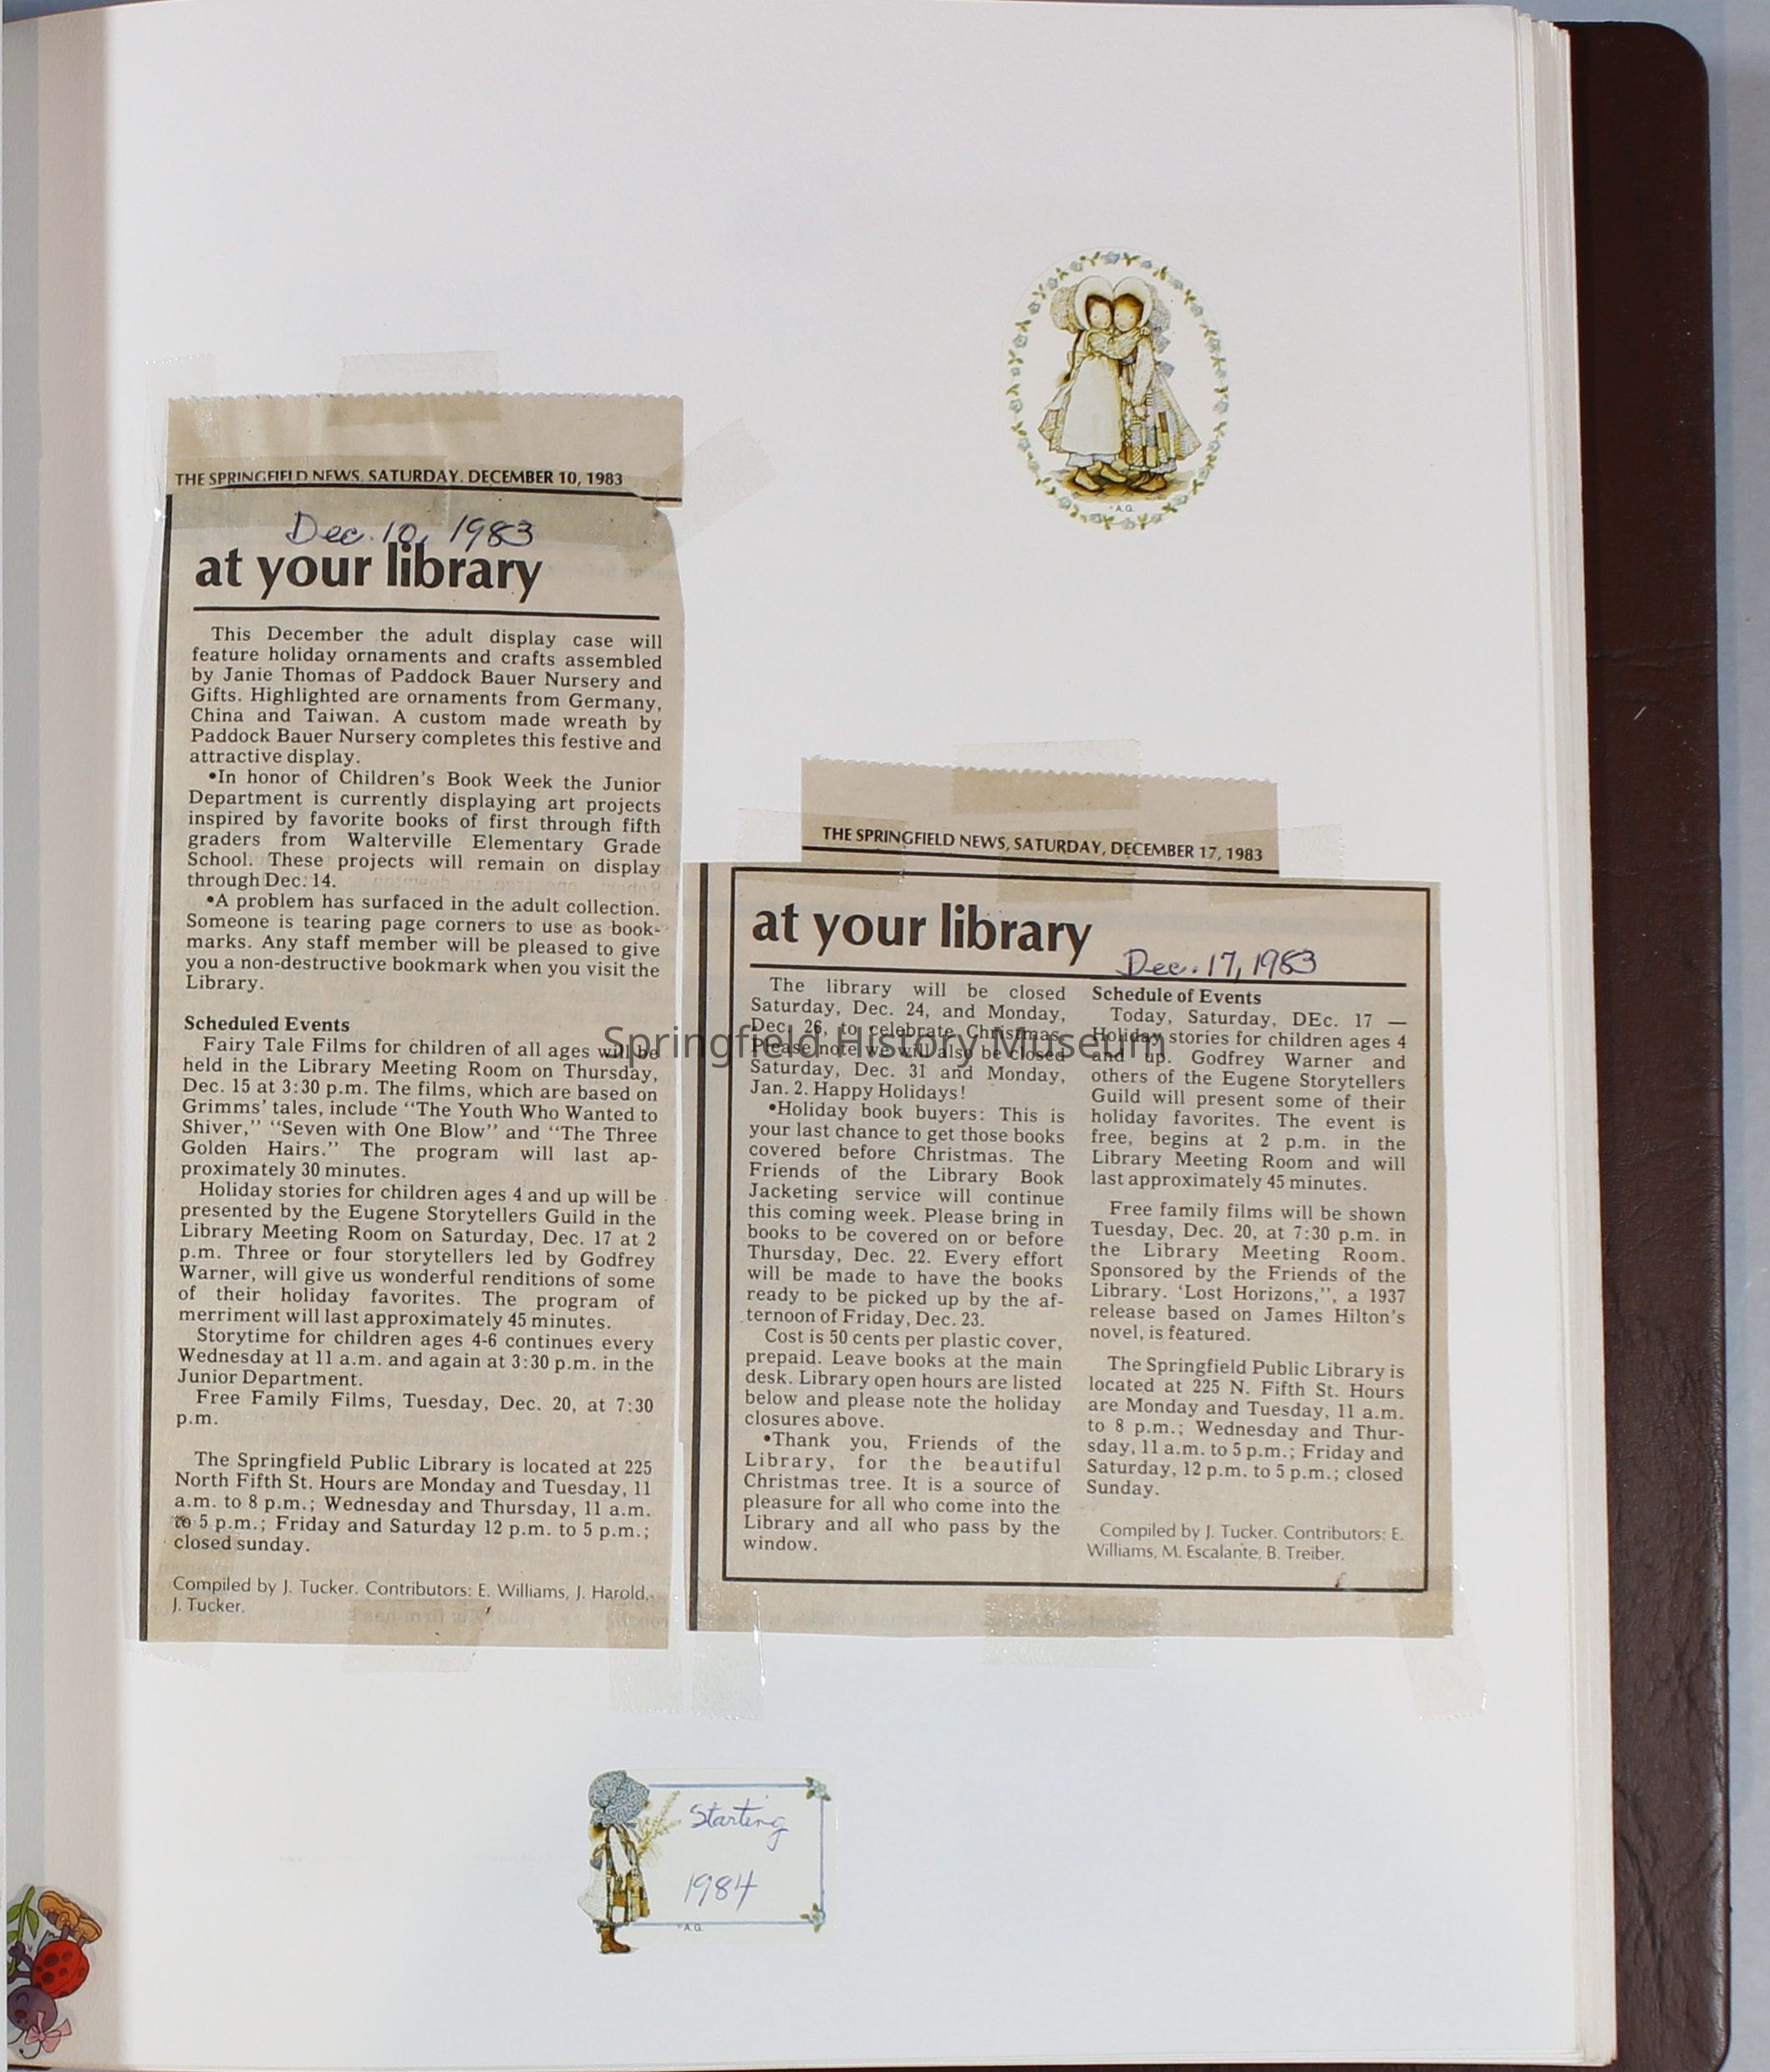 THE SPRINGFIELD NEWS, SATURDAY, DECEMBER 10, 1983
Dec. 10, 1983
at your library
This December the adult display case will
feature holiday ornaments and crafts assembled
by Janie Thomas of Paddock Bauer Nursery and
Gifts. Highlighted are ornaments from Germany,
China and Taiwan. A custom made wreath by
Paddock Bauer Nursery completes this festive and
attractive display.
•In honor of Children's Book Week the Junior
Department is currently displaying art projects
inspired by favorite books of first through fifth
graders from Walterville Elementary Grade
School. These projects will remain on display
through Dec. 14.
•A problem has surfaced in the adult collection.
Someone is tearing page corners to use as book-
marks. Any staff member will be pleased to give
you a non-destructive bookmark when you visit the
Library.
Scheduled Events
Fairy Tale Films for children of all ages will be
held in the Library Meeting Room on Thursday,
Dec. 15 at 3:30 p.m. The films, which are based on
Grimms' tales, include ‘‘The Youth Who Wanted to
Shiver,’’ ‘‘Seven with One Blow’’ and ‘‘The Three
Golden Hairs.’’ The program will last ap-
proximately 30 minutes.
Holiday stories for children ages 4 and up will be
presented by the Eugene Storytellers Guild in the
Library Meeting Room on Saturday, Dec. 17 at 2
p.m. Three or four storytellers led by Godfrey
Warner, will give us wonderful renditions of some
of their holiday favorites. The program of
merriment will last approximately 45 minutes.
Storytime for children ages 4-6 continues every
Wednesday at 11 a.m. and again at 3:30 p.m. in the
Junior Department.
Free Family Films, Tuesday, Dec. 20, at 7:30
p.m.
The Springfield Public Library is located at 225
North Fifth St. Hours are Monday and Tuesday, 11
a.m. to 8 p.m.; Wednesday and Thursday, 11 a.m.
to 5 p.m.; Friday and Saturday 12 p.m. to 5 p.m.;
closed sunday.
Compiled by J. Tucker. Contributors: E. Williams, J. Harold,
J. Tucker.
A.G.
THE SPRINGFIELD NEWS, SATURDAY, DECEMBER 17, 1983
at your library
Dec. 17, 1983
The library will be closed
Saturday, Dec. 24, and Monday,
Dec. 26, to celebrate Christmas.
Please note we will also be closed
Saturday, Dec. 31 and Monday,
Jan. 2. Happy Holidays!
•Holiday book buyers: This is
your last chance to get those books
covered before Christmas. The
Friends of the Library Book
Jacketing service will continue
this coming week. Please bring in
books to be covered on or before
Thursday, Dec. 22. Every effort
will be made to have the books
ready to be picked up by the af-
ternoon of Friday, Dec. 23.
Cost is 50 cents per plastic cover,
prepaid. Leave books at the main
desk. Library open hours are listed
below and please note the holiday
closures above.
•Thank you, Friends of the
Library, for the beautiful
Christmas tree. It is a source of
pleasure for all who come into the
Library and all who pass by the
window.
Schedule of Events
Today, Saturday, DEc. 17 —
Holiday stories for children ages 4
and up. Godfrey Warner and
others of the Eugene Storytellers
Guild will present some of their
holiday favorites. The event is
free, begins at 2 p.m. in the
Library Meeting Room and will
last approximately 45 minutes.
Free family films will be shown
Tuesday, Dec. 20, at 7:30 p.m. in
the Library Meeting Room.
Sponsored by the Friends of the
Library. ‘Lost Horizons,’’, a 1937
release based on James Hilton's
novel, is featured.
The Springfield Public Library is
located at 225 N. Fifth St. Hours
are Monday and Tuesday, 11 a.m.
to 8 p.m.; Wednesday and Thur-
sday, 11 a.m. to 5 p.m.; Friday and
Saturday, 12 p.m. to 5 p.m.; closed
Sunday.
Compiled by J. Tucker. Contributors: E.
Williams, M. Escalante, B. Treiber.
Springfield History Museum
Starting
1984
A.G.